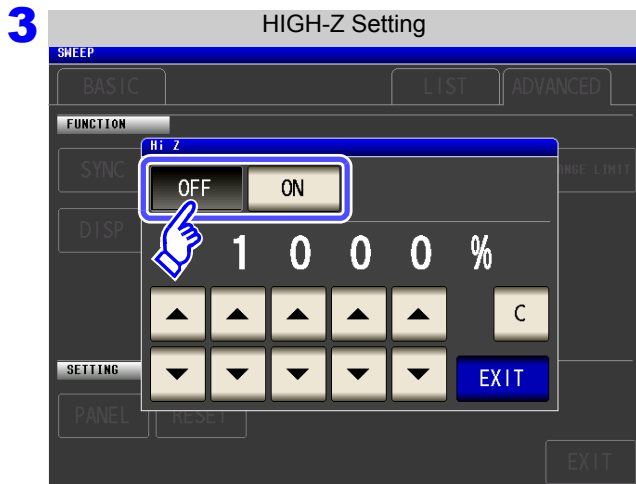 3
HIGH-Z Setting
SWEEP
BASIC LIST ADVANCED
FUNCTION
Hi Z
SYNC OFF ON ANGE LIMIT
DISP
1 0 0 0 %
C
SETTING
EXIT
PANEL RESET
EXIT